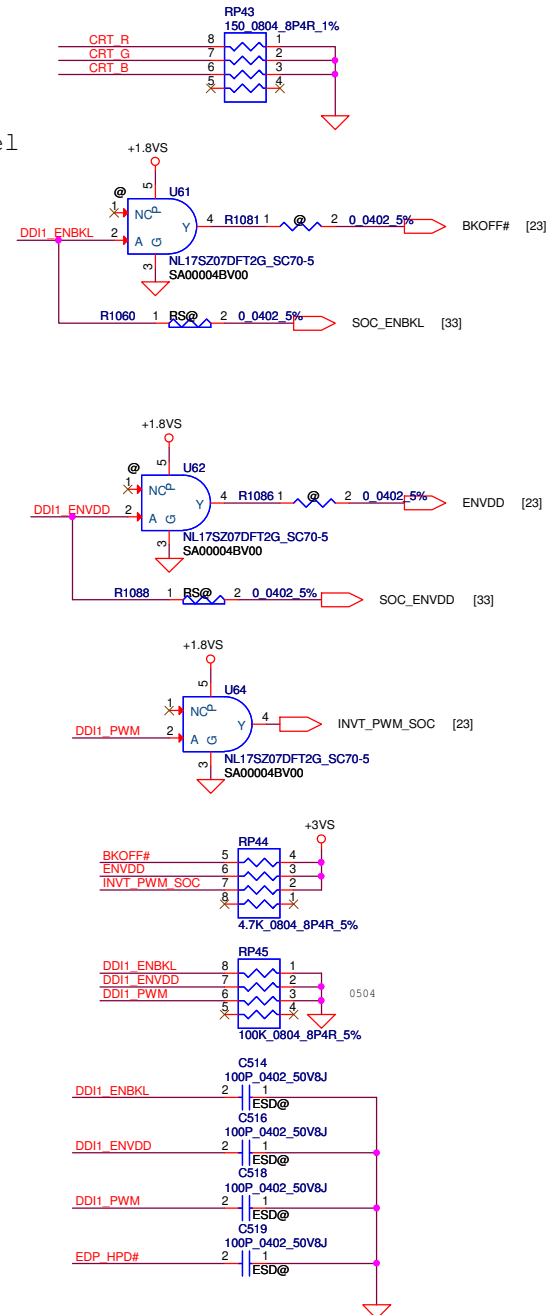 RP43
150_0804_8P4R_1%
CRT_R 8 1
CRT_G 7 2
CRT_B 6 3
5 4
el
+1.8VS
@ 5 U61
1 NC P
DDI1_ENBKL 2 A G Y 4 R1081 1 @ 2 0_0402_5% BKOFF# [23]
3 NL17SZ07DFT2G_SC70-5
SA00004BV00
R1060 1 RS@ 2 0_0402_5% SOC_ENBKL [33]
+1.8VS
@ 5 U62
1 NC P
DDI1_ENVDD 2 A G Y 4 R1086 1 @ 2 0_0402_5% ENVDD [23]
3 NL17SZ07DFT2G_SC70-5
SA00004BV00
R1088 1 RS@ 2 0_0402_5% SOC_ENVDD [33]
+1.8VS
5 U64
1 NC P
DDI1_PWM 2 A G Y 4 INVT_PWM_SOC [23]
3 NL17SZ07DFT2G_SC70-5
SA00004BV00
+3VS
RP44
BKOFF# 5 4
ENVDD 6 3
INVT_PWM_SOC 7 2
8 1
4.7K_0804_8P4R_5%
RP45
DDI1_ENBKL 8 1
DDI1_ENVDD 7 2
DDI1_PWM 6 3 0504
5 4
100K_0804_8P4R_5%
C514
100P_0402_50V8J
DDI1_ENBKL 2 1
ESD@
C516
100P_0402_50V8J
DDI1_ENVDD 2 1
ESD@
C518
100P_0402_50V8J
DDI1_PWM 2 1
ESD@
C519
100P_0402_50V8J
EDP_HPD# 2 1
ESD@